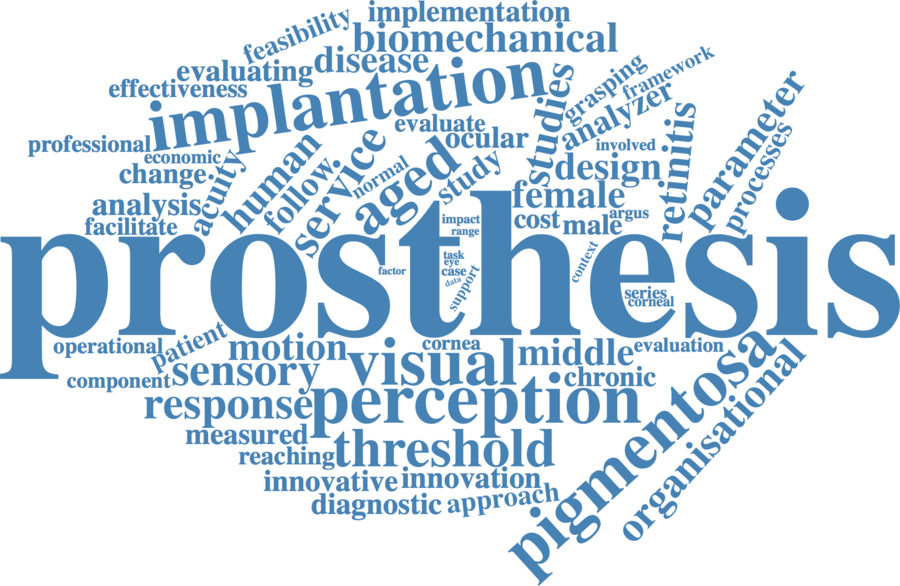 implementation
feasibility
biomechanical
disease
evaluating
effectiveness
implantation
studies
grasping
framework
analyzer
professional
economic
evaluate
ocular
involved
parameter
retinitis
change
acuity
human
follow
service
normal
aged
study
design
processes
analysis
facilitate
female
cost
male
argus
impact
range
prosthesis
task
eye
case
data
support
factor
context
series
corneal
operational
patient
motion
cornea
visual
middle
evaluation
component
sensory
chronic
response
perception
pigmentosa
organisational
measured
threshold
reaching
innovative
innovation
diagnostic
approach